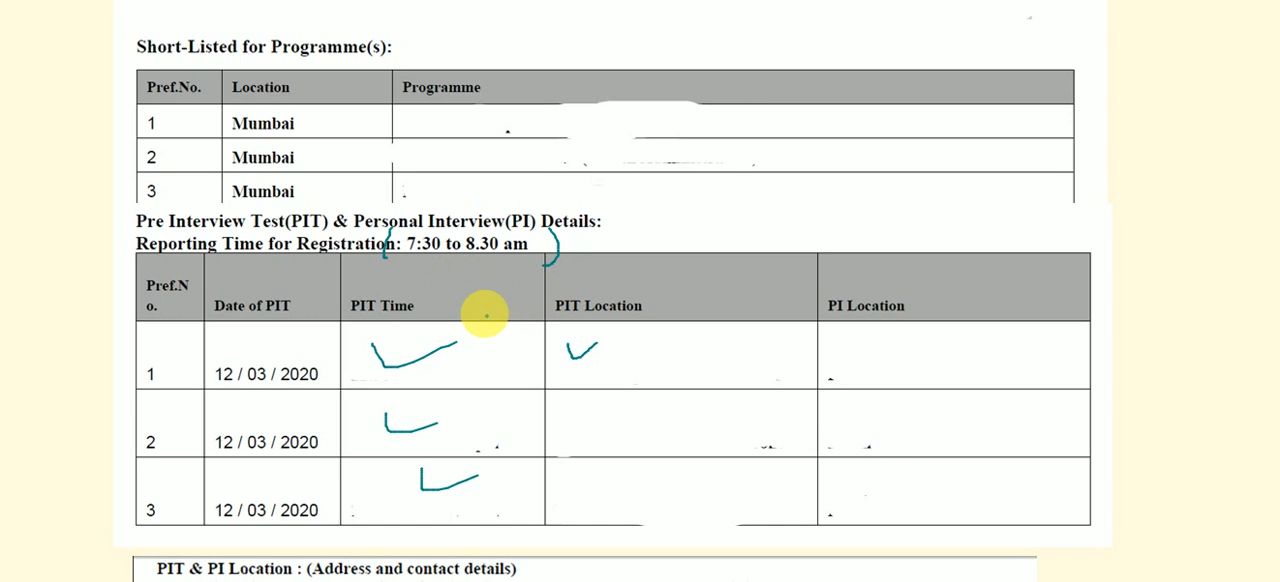 Short-Listed for Programme(s):
Pref.No. Location Programme
1 Mumbai
2 Mumbai
3 Mumbai
Pre Interview Test(PIT) & Personal Interview(PI) Details:
Reporting Time for Registration: 7:30 to 8.30 am
Pref.N
o. Date of PIT PIT Time PIT Location PI Location
1 12 / 03 / 2020
2 12 / 03 / 2020
3 12 / 03 / 2020
PIT & PI Location : (Address and contact details)